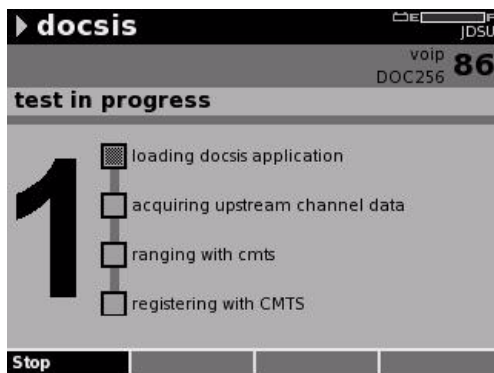 docsis
E F
JDSU
voip 86
DOC256
test in progress
1
loading docsis application
acquiring upstream channel data
ranging with cmts
registering with CMTS
Stop